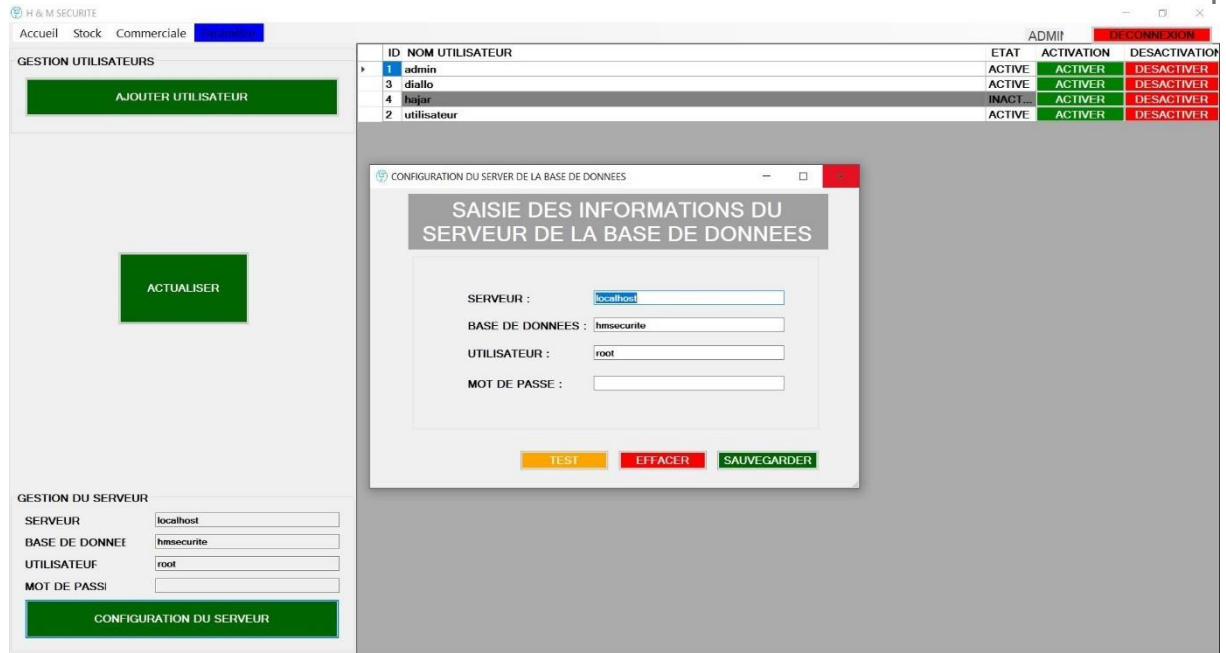 H & M SECURITE
Accueil Stock Commerciale Paramétre
ADMIN DECONNEXION
GESTION UTILISATEURS
AJOUTER UTILISATEUR
ID NOM UTILISATEUR ETAT ACTIVATION DESACTIVATION
1 admin ACTIVE ACTIVER DESACTIVER
3 diallo ACTIVE ACTIVER DESACTIVER
4 hajar INACT... ACTIVER DESACTIVER
2 utilisateur ACTIVE ACTIVER DESACTIVER
ACTUALISER
CONFIGURATION DU SERVER DE LA BASE DE DONNEES
SAISIE DES INFORMATIONS DU
SERVEUR DE LA BASE DE DONNEES
SERVEUR : localhost
BASE DE DONNEES : hmsecurite
UTILISATEUR : root
MOT DE PASSE :
TEST EFFACER SAUVEGARDER
GESTION DU SERVEUR
SERVEUR localhost
BASE DE DONNEE hmsecurite
UTILISATEUR root
MOT DE PASS
CONFIGURATION DU SERVEUR